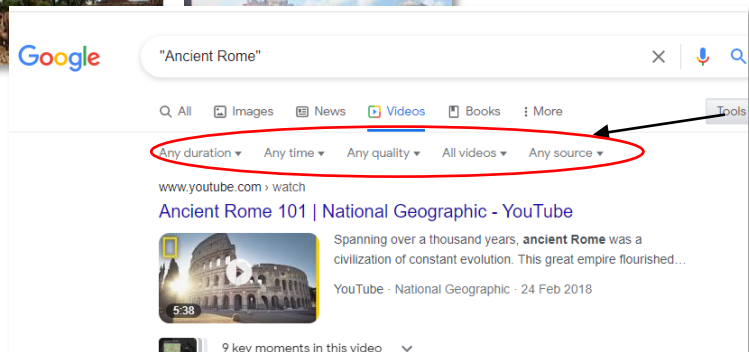 Google
"Ancient Rome"
All Images News Videos Books More Tools
Any duration Any time Any quality All videos Any source
www.youtube.com › watch
Ancient Rome 101 | National Geographic - YouTube
Spanning over a thousand years, ancient Rome was a
civilization of constant evolution. This great empire flourished...
YouTube · National Geographic · 24 Feb 2018
5:38
9 key moments in this video